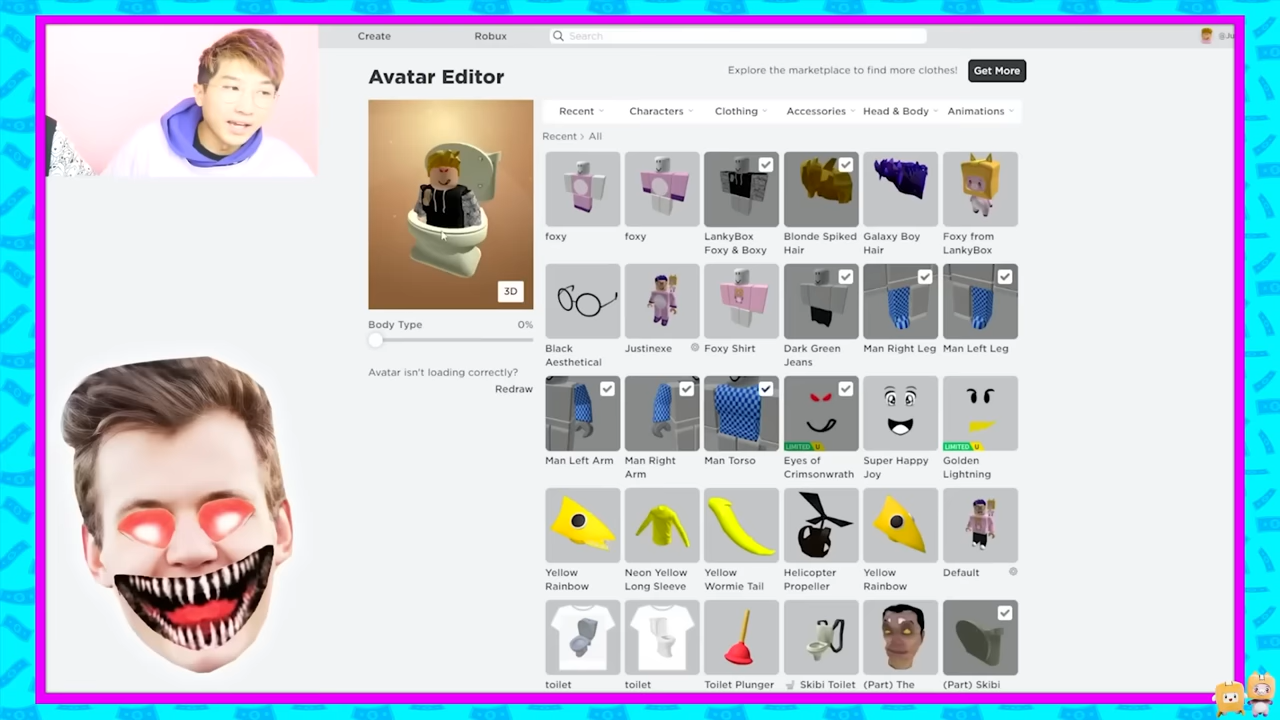 Create Robux Search @Ju
Avatar Editor
Explore the marketplace to find more clothes! Get More
Recent Characters Clothing Accessories Head & Body Animations
Recent > All
3D
Body Type 0%
Avatar isn't loading correctly?
Redraw
foxy foxy LankyBox Blonde Spiked Galaxy Boy Foxy from
Foxy & Boxy Hair Hair LankyBox
Black Justinexe Foxy Shirt Dark Green Man Right Leg Man Left Leg
Aesthetical Jeans
LIMITED U LIMITED U
Man Left Arm Man Right Man Torso Eyes of Super Happy Golden
Arm Crimsonwrath Joy Lightning
Yellow Neon Yellow Yellow Helicopter Yellow Default
Rainbow Long Sleeve Wormie Tail Propeller Rainbow
toilet toilet Toilet Plunger Skibi Toilet (Part) The (Part) Skibi